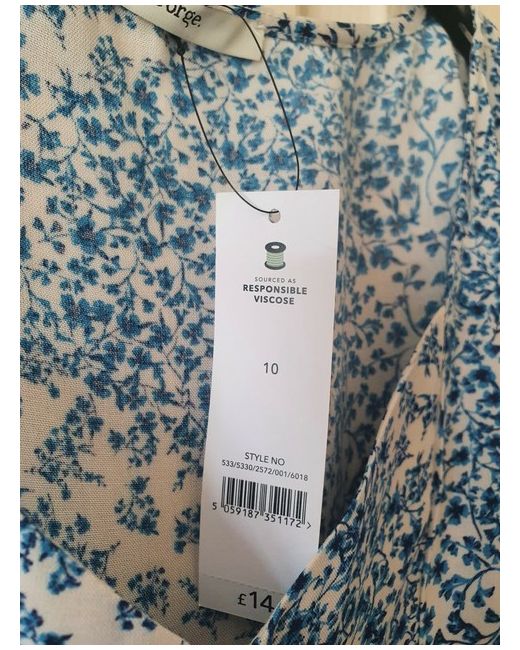 orge.
SOURCED AS
RESPONSIBLE
VISCOSE
10
STYLE NO
533/5330/2572/001/6018
5 059187 351172 >
£14